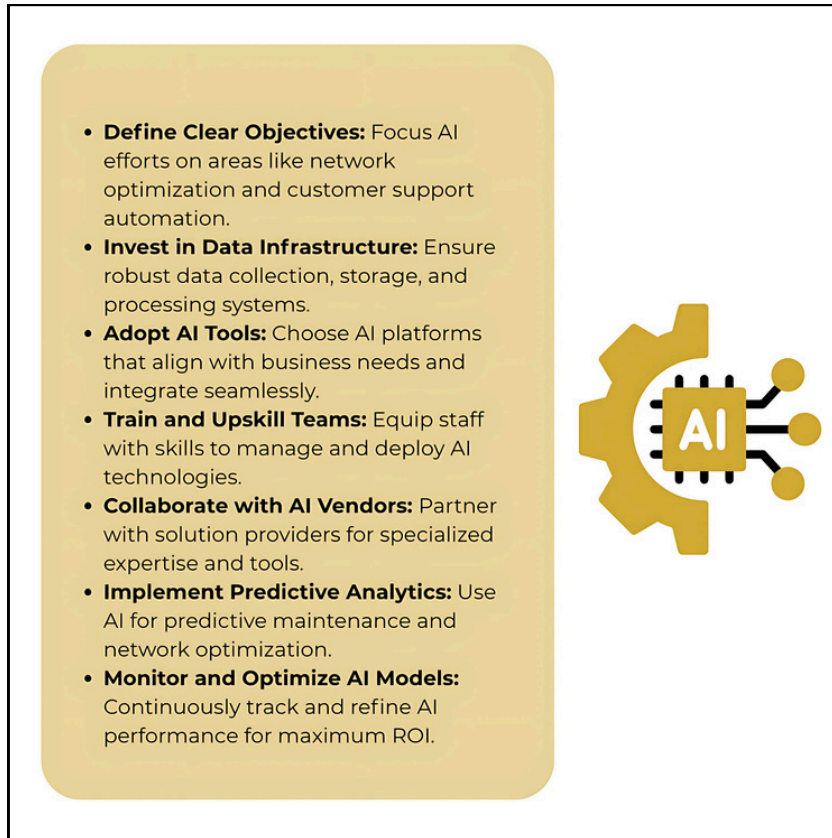 • Define Clear Objectives: Focus AI
efforts on areas like network
optimization and customer support
automation.
• Invest in Data Infrastructure: Ensure
robust data collection, storage, and
processing systems.
• Adopt AI Tools: Choose AI platforms
that align with business needs and
integrate seamlessly.
• Train and Upskill Teams: Equip staff
with skills to manage and deploy AI
technologies.
• Collaborate with AI Vendors: Partner
with solution providers for specialized
expertise and tools.
• Implement Predictive Analytics: Use
AI for predictive maintenance and
network optimization.
• Monitor and Optimize AI Models:
Continuously track and refine AI
performance for maximum ROI.
AI